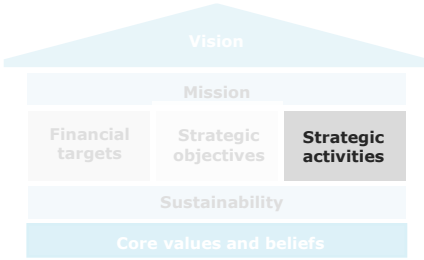 Vision
Mission
Financial
targets
Strategic
objectives
Strategic
activities
Sustainability
Core values and beliefs